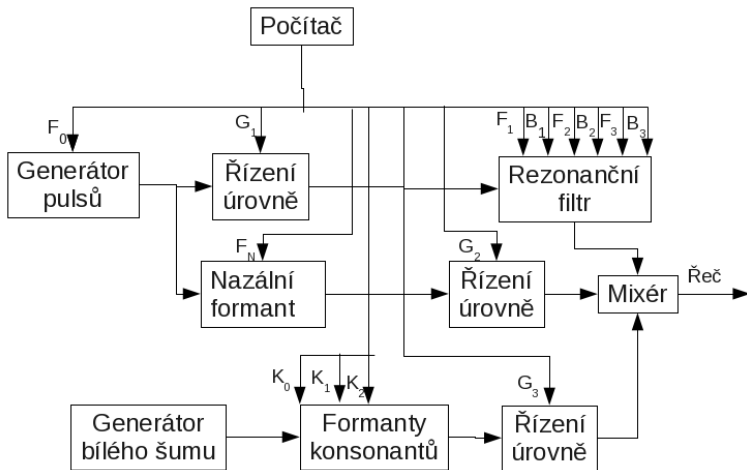 Počítač
F0
G1
F1 B1 F2 B2 F3 B3
Generátor
pulsů
Řízení
úrovně
Rezonanční
filtr
FN
G2
Nazální
formant
Řízení
úrovně
Mixér
Řeč
K0 K1 K2
G3
Generátor
bílého šumu
Formanty
konsonantů
Řízení
úrovně